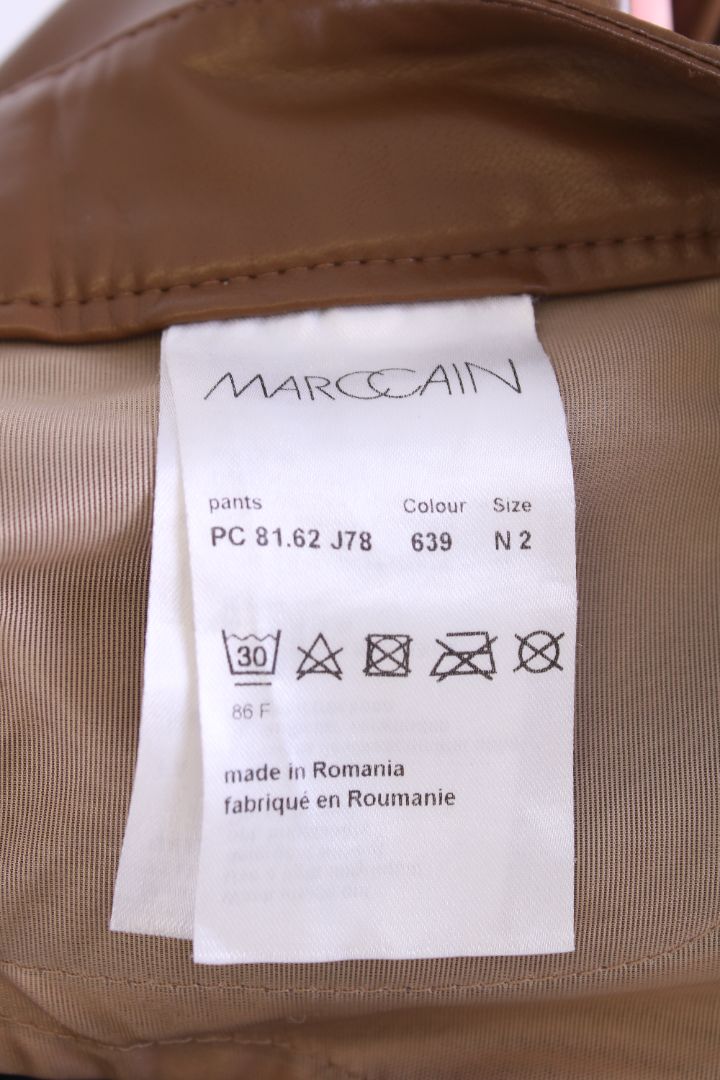 MARCCAIN
pants Colour Size
PC 81.62 J78 639 N 2
30
86 F
made in Romania
fabriqué en Roumanie